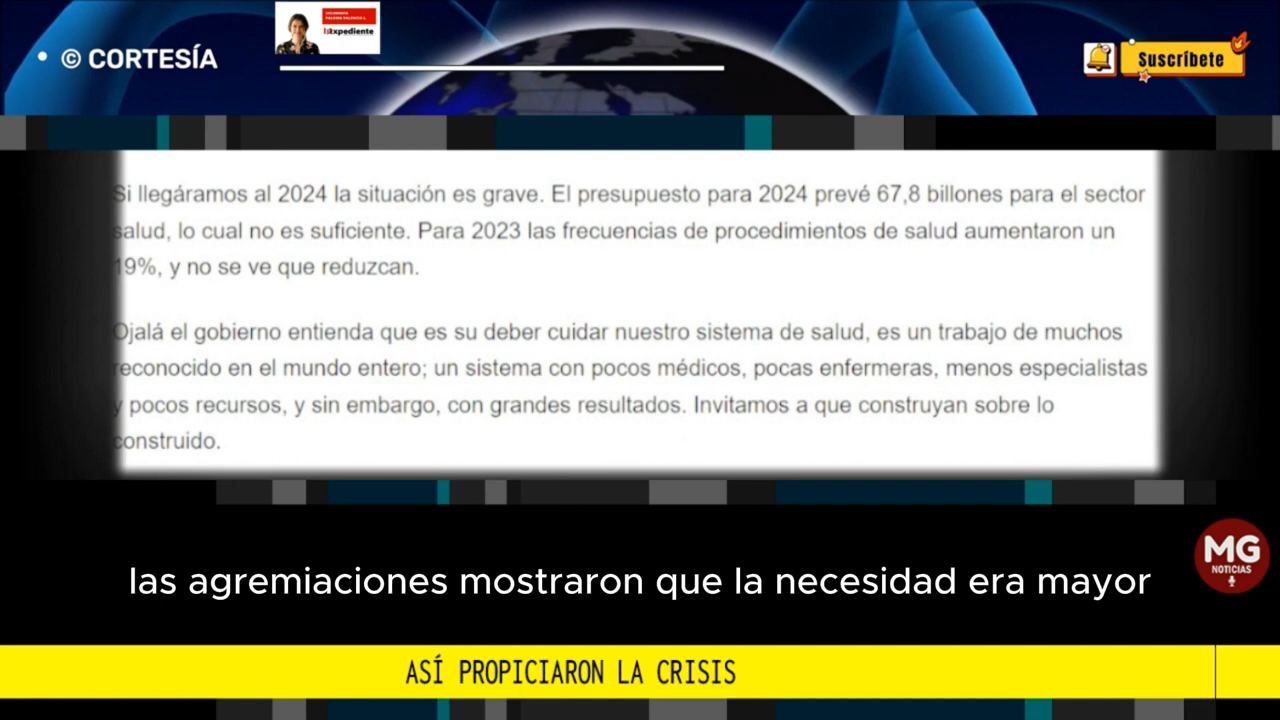 © CORTESÍA
PALOMA VALENCIA L.
Expediente
Suscríbete
Si llegáramos al 2024 la situación es grave. El presupuesto para 2024 prevé 67,8 billones para el sector
salud, lo cual no es suficiente. Para 2023 las frecuencias de procedimientos de salud aumentaron un
19%, y no se ve que reduzcan.
Ojalá el gobierno entienda que es su deber cuidar nuestro sistema de salud, es un trabajo de muchos
reconocido en el mundo entero; un sistema con pocos médicos, pocas enfermeras, menos especialistas
y pocos recursos, y sin embargo, con grandes resultados. Invitamos a que construyan sobre lo
construido.
las agremiaciones mostraron que la necesidad era mayor
MG
NOTICIAS
ASÍ PROPICIARON LA CRISIS